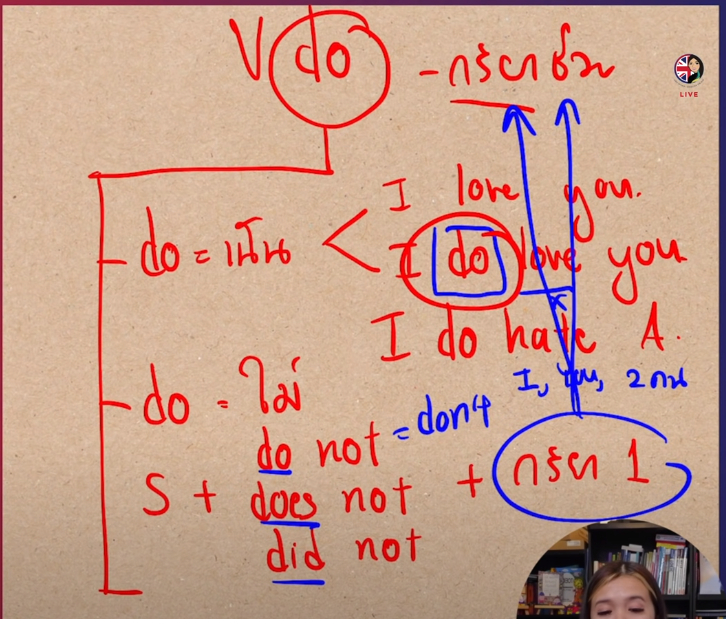 V do - กริยาช่วย
LIVE
I love you.
do = เน้น < I do love you
I do hate A.
I, you, 2 คน
do = ไม่
do not = don't
S + does not + กริยา 1
did not